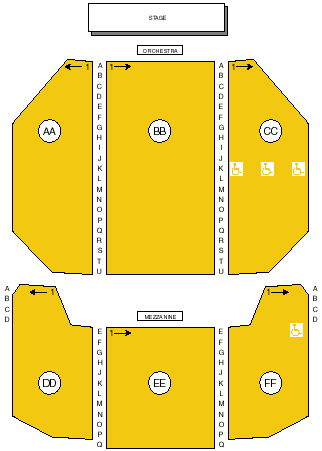 STAGE
ORCHESTRA
1 A 1 A 1
B B
C C
D D
E E
F F
G G
AA H BB H CC
I I
J J
K K
L L
M M
N N
O O
P P
Q Q
R R
S S
T T
U U
A 1 1 A
B B
C C
D MEZZANINE D
E 1 E
F F
G G
H H
J J
DD K EE K FF
L L
M M
N N
O O
P P
Q Q